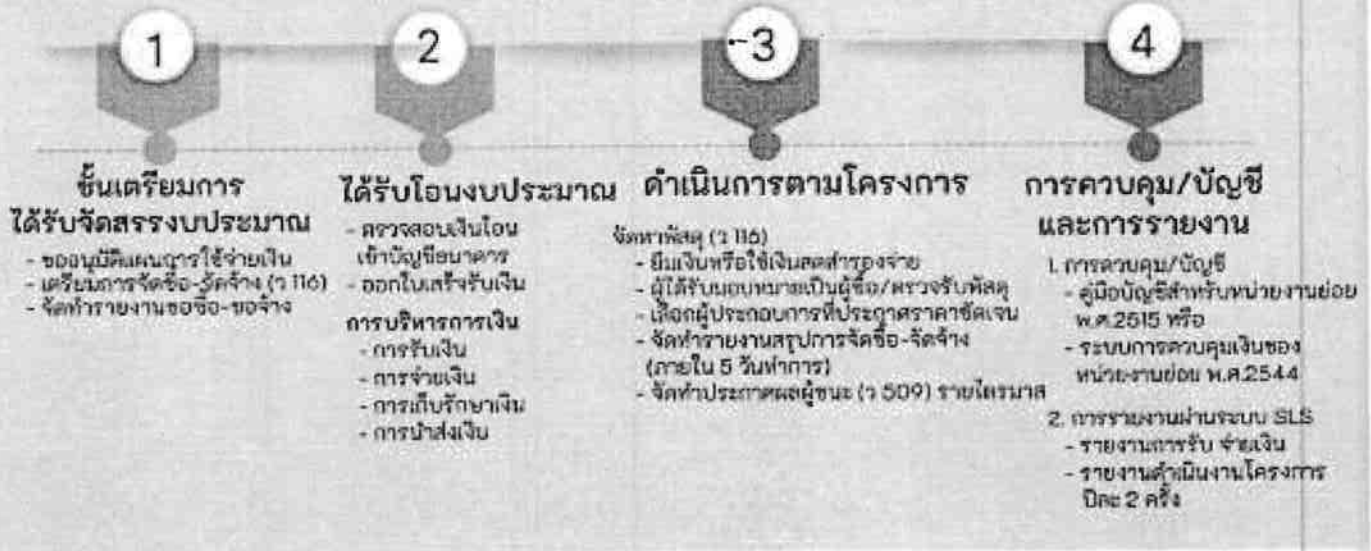 1
ขั้นเตรียมการ
ได้รับจัดสรรงบประมาณ
- ขออนุมัติแผนการใช้จ่ายเงิน
- เตรียมการจัดซื้อ-จัดจ้าง (ว 116)
- จัดทำรายงานขอซื้อ-ขอจ้าง
2
ได้รับโอนงบประมาณ
- ตรวจสอบเงินโอน
เข้าบัญชีธนาคาร
- ออกใบเสร็จรับเงิน
การบริหารการเงิน
- การรับเงิน
- การจ่ายเงิน
- การเก็บรักษาเงิน
- การนำส่งเงิน
3
ดำเนินการตามโครงการ
จัดหาพัสดุ (ว 116)
- ยืมเงินหรือใช้เงินสดสำรองจ่าย
- ผู้ได้รับมอบหมายเป็นผู้ซื้อ/ตรวจรับพัสดุ
- เลือกผู้ประกอบการที่ประกาศราคาชัดเจน
- จัดทำรายงานสรุปการจัดซื้อ-จัดจ้าง
(ภายใน 5 วันทำการ)
- จัดทำประกาศผลผู้ชนะ (ว 509) รายไตรมาส
4
การควบคุม/บัญชี
และการรายงาน
1. การควบคุม/บัญชี
- คู่มือบัญชีสำหรับหน่วยงานย่อย
พ.ศ.2515 หรือ
- ระบบการควบคุมเงินของ
หน่วยงานย่อย พ.ศ.2544
2. การรายงานผ่านระบบ SLS
- รายงานการรับ จ่ายเงิน
- รายงานดำเนินงานโครงการ
ปีละ 2 ครั้ง